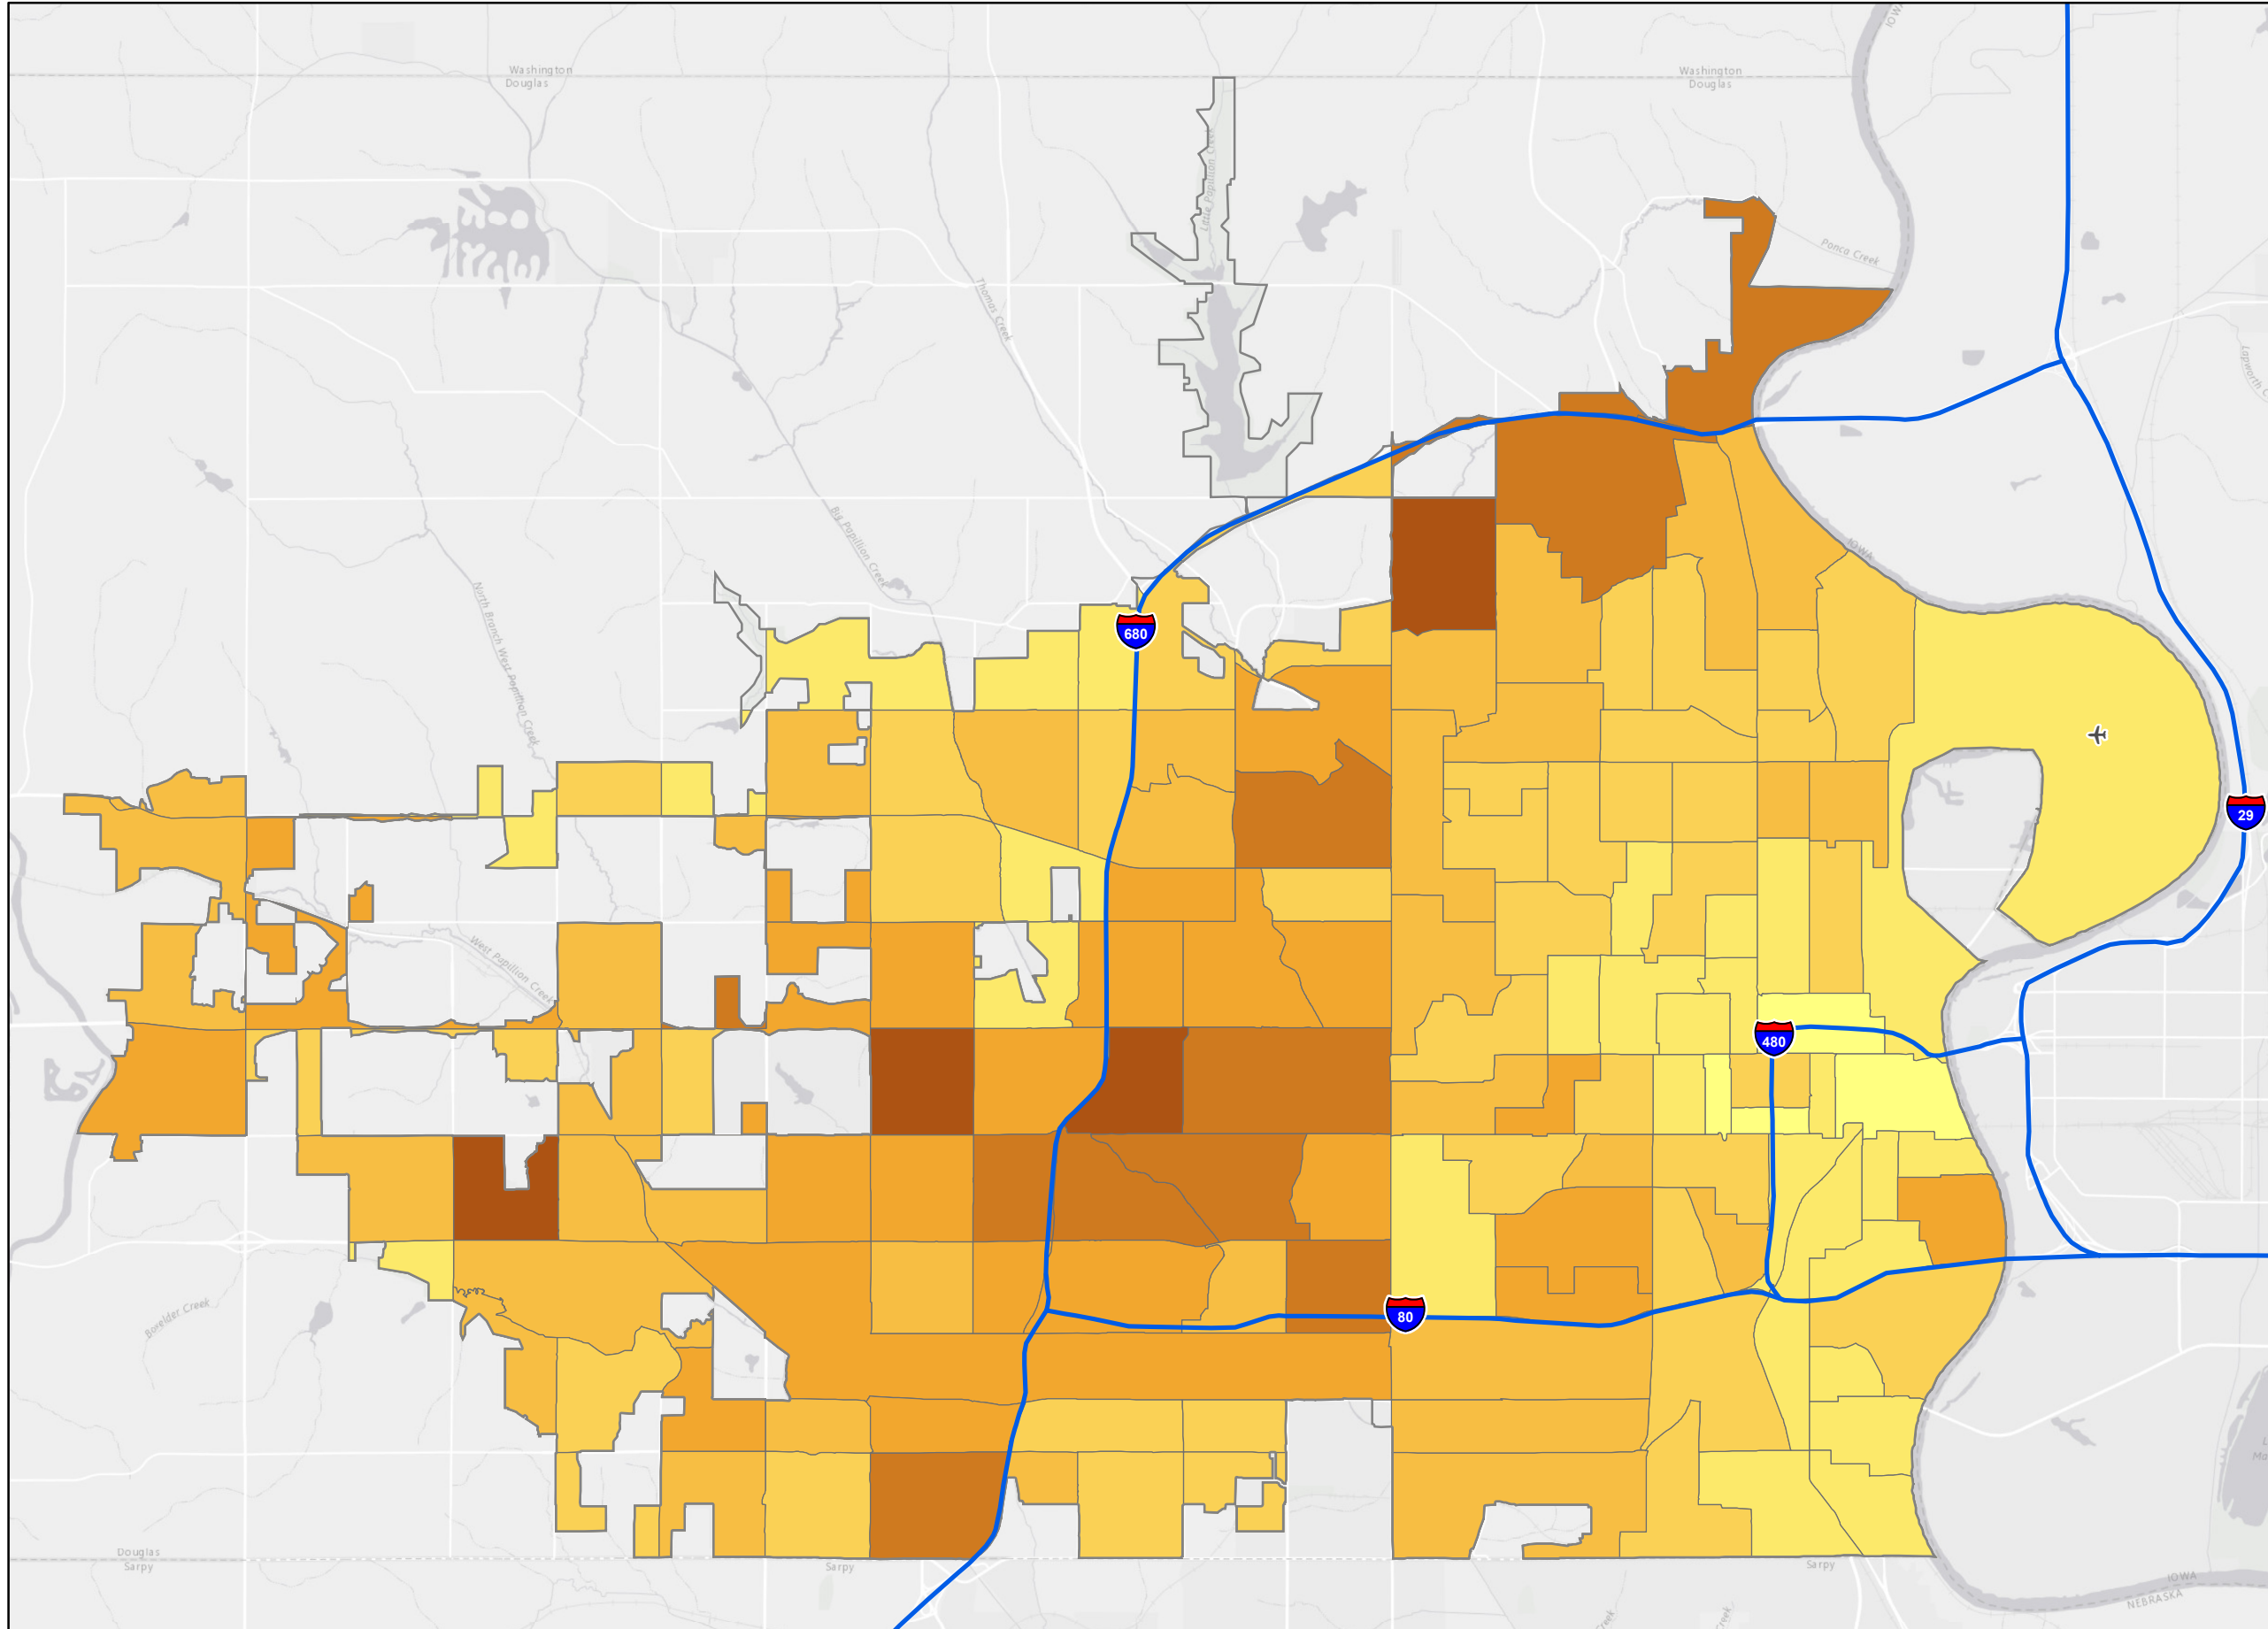 IOWA
Washington
Douglas
Washington
Douglas
Little Papillion Creek
Ponca Creek
Thomas Creek
Big Papillion Creek
IOWA
North Branch West Papillion Creek
680
29
West Papillion Creek
480
Boxelder Creek
80
Douglas
Sarpy
Sarpy
Sarpy
IOWA
NEBRASKA